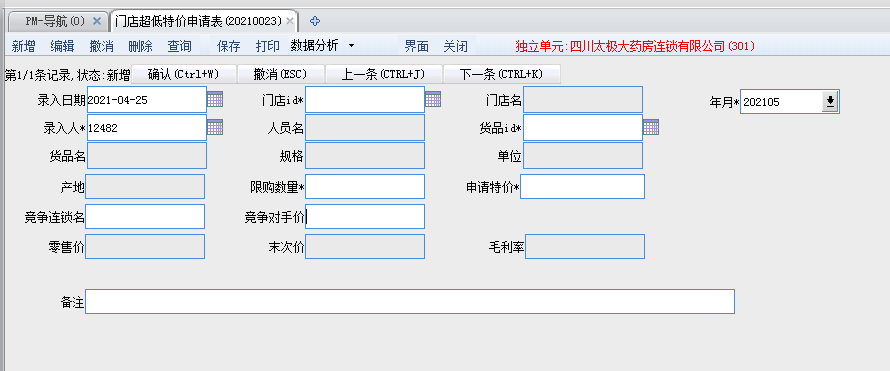 PM-导航(0) 门店超低特价申请表(20210023)
新增 编辑 撤消 删除 查询 保存 打印 数据分析 界面 关闭 独立单元:四川太极大药房连锁有限公司(301)
第1/1条记录,状态:新增 确认(Ctrl+W) 撤消(ESC) 上一条(CTRL+J) 下一条(CTRL+K)
录入日期 2021-04-25 门店id* 门店名 年月* 202105
录入人* 12482 人员名 货品id*
货品名 规格 单位
产地 限购数量* 申请特价*
竞争连锁名 竞争对手价
零售价 末次价 毛利率
备注